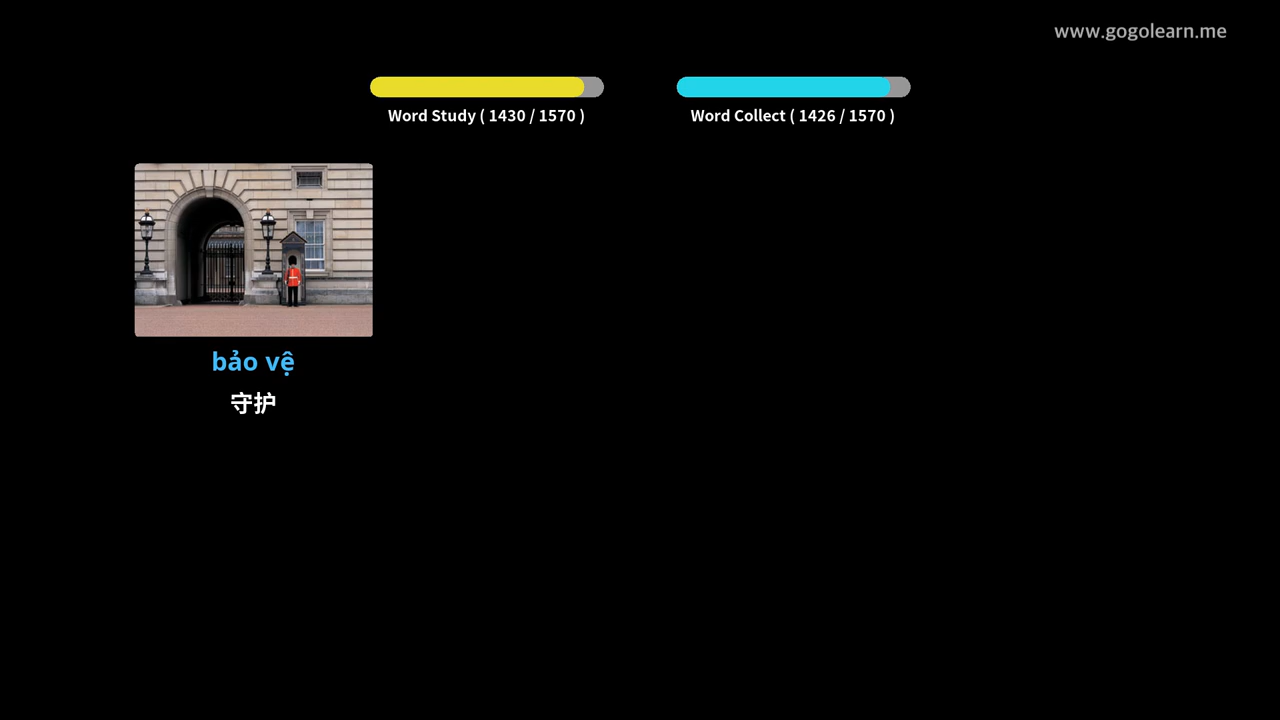 www.gogolearn.me
Word Study ( 1430 / 1570 )
Word Collect ( 1426 / 1570 )
bảo vệ
守护